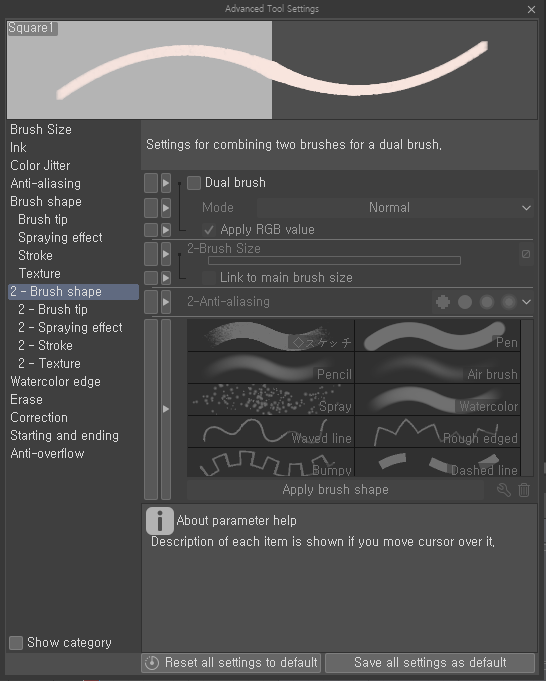 Advanced Tool Settings
Square1
Brush Size
Ink
Color Jitter
Anti-aliasing
Brush shape
Brush tip
Spraying effect
Stroke
Texture
2 - Brush shape
2 - Brush tip
2 - Spraying effect
2 - Stroke
2 - Texture
Watercolor edge
Erase
Correction
Starting and ending
Anti-overflow
Show category
Settings for combining two brushes for a dual brush.
Dual brush
Mode Normal
Apply RGB value
2-Brush Size
Link to main brush size
2-Anti-aliasing
◇スケッチ Pen
Pencil Air brush
Spray Watercolor
Waved line Rough edged
Bumpy Dashed line
Apply brush shape
i About parameter help
Description of each item is shown if you move cursor over it.
Reset all settings to default Save all settings as default